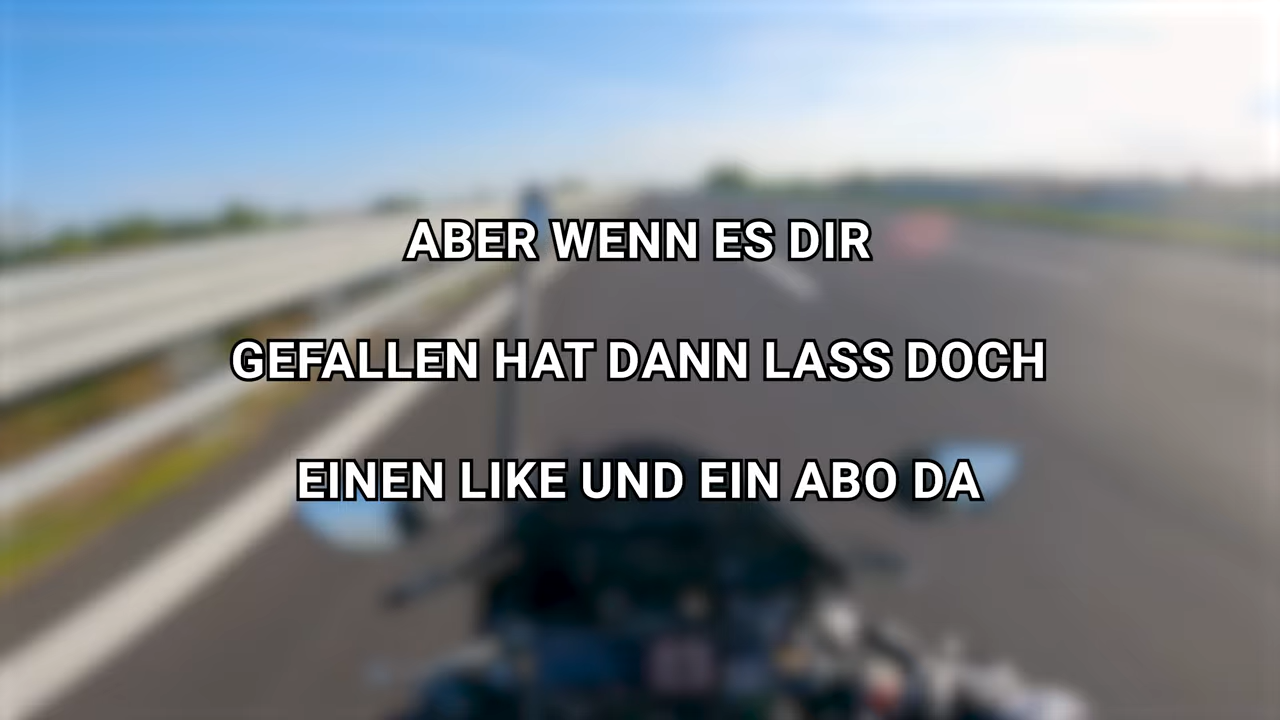 ABER WENN ES DIR
GEFALLEN HAT DANN LASS DOCH
EINEN LIKE UND EIN ABO DA